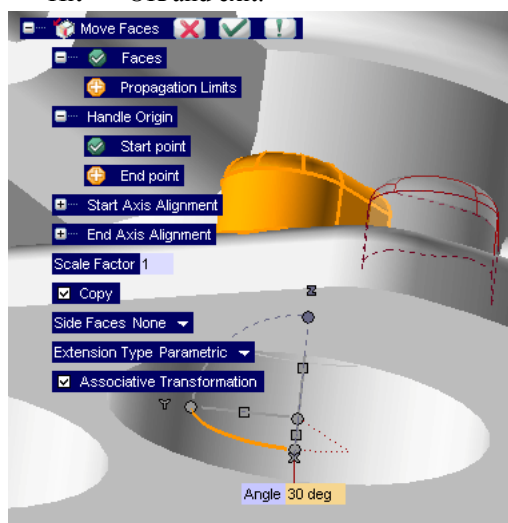 Move Faces
Faces
Propagation Limits
Handle Origin
Start point
End point
Start Axis Alignment
End Axis Alignment
Scale Factor 1
Copy
Side Faces None
Extension Type Parametric
Associative Transformation
Z
Y
X
Angle 30 deg